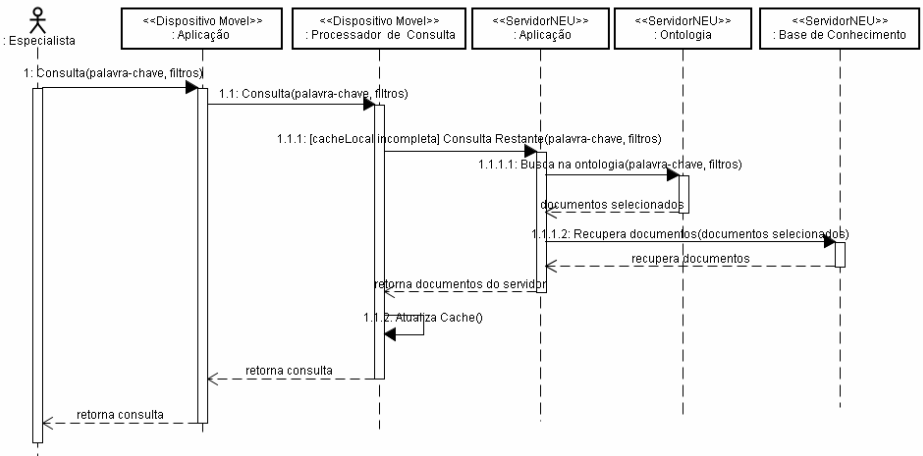 : Especialista
<<Dispositivo Movel>>
: Aplicação
<<Dispositivo Movel>>
: Processador de Consulta
<<ServidorNEU>>
: Aplicação
<<ServidorNEU>>
: Ontologia
<<ServidorNEU>>
: Base de Conhecimento
1: Consulta(palavra-chave, filtros)
1.1: Consulta(palavra-chave, filtros)
1.1.1: [cacheLocal incompleta] Consulta Restante(palavra-chave, filtros)
1.1.1.1: Busca na ontologia(palavra-chave, filtros)
documentos selecionados
1.1.1.2: Recupera documentos(documentos selecionados)
recupera documentos
retorna documentos do servidor
1.1.2: Atualiza Cache()
retorna consulta
retorna consulta